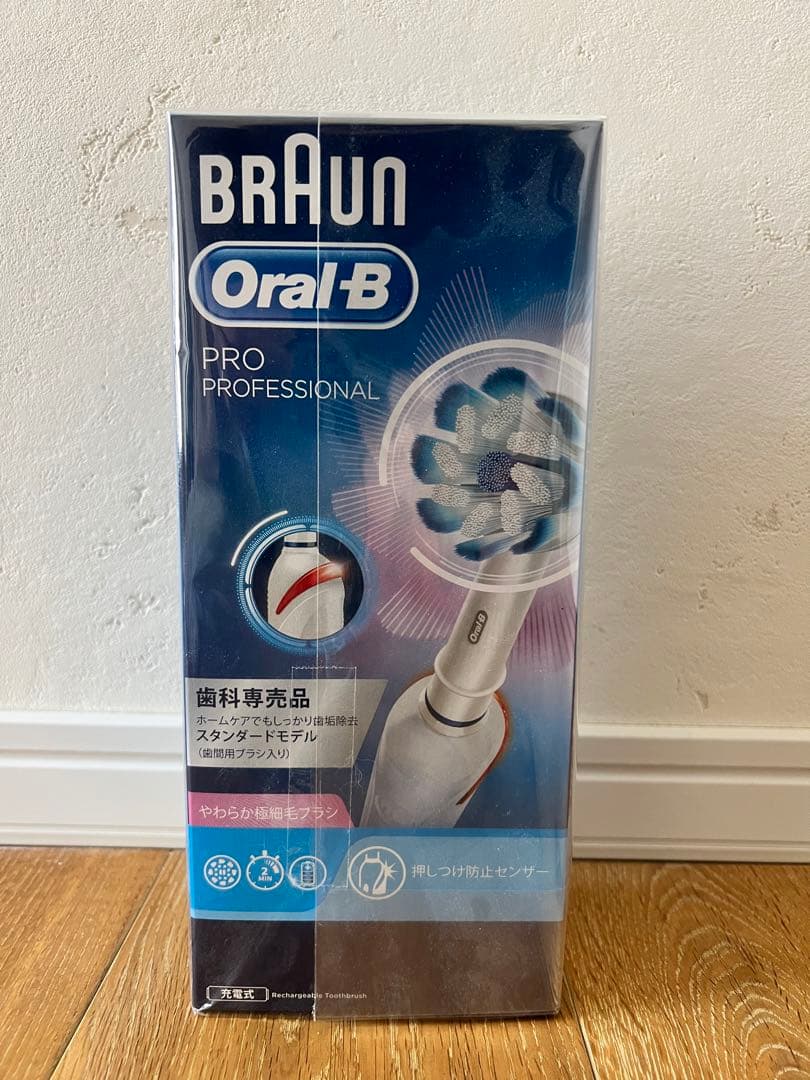 BRAUN
Oral-B
PRO
PROFESSIONAL
Oral-B
歯科専売品
ホームケアでもしっかり歯垢除去
スタンダードモデル
(歯間用ブラシ入り)
やわらか極細毛ブラシ
2
MIN
押しつけ防止センサー
充電式 Rechargeable Toothbrush